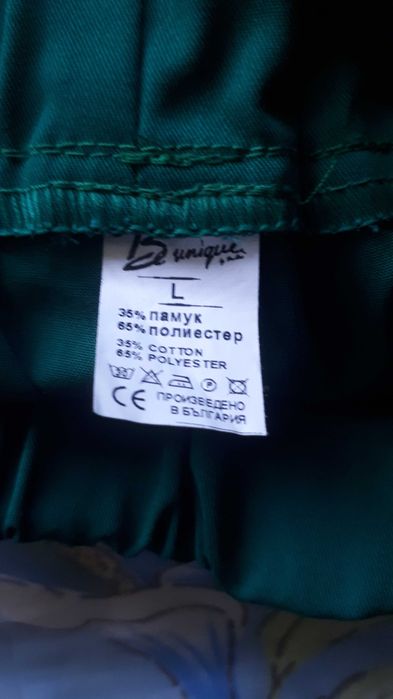 Be unique...
L
35% памук
65% полиестер
35% COTTON
65% POLYESTER
CE ПРОИЗВЕДЕНО
В БЪЛГАРИЯ